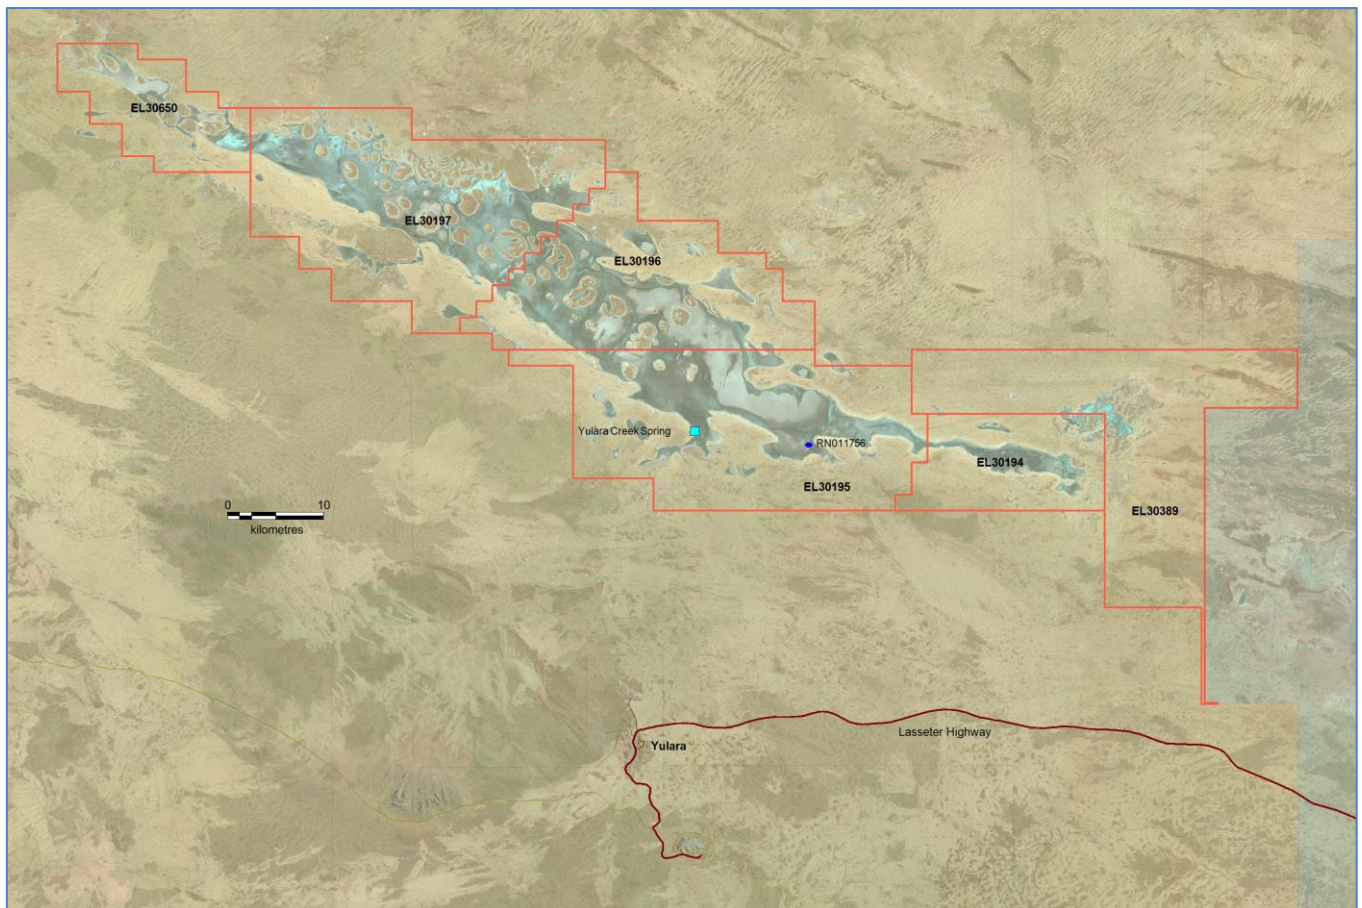 EL30650
EL30197
EL30196
Yulara Creek Spring
RN011756
EL30194
EL30195
0 10
kilometres
EL30389
Lasseter Highway
Yulara